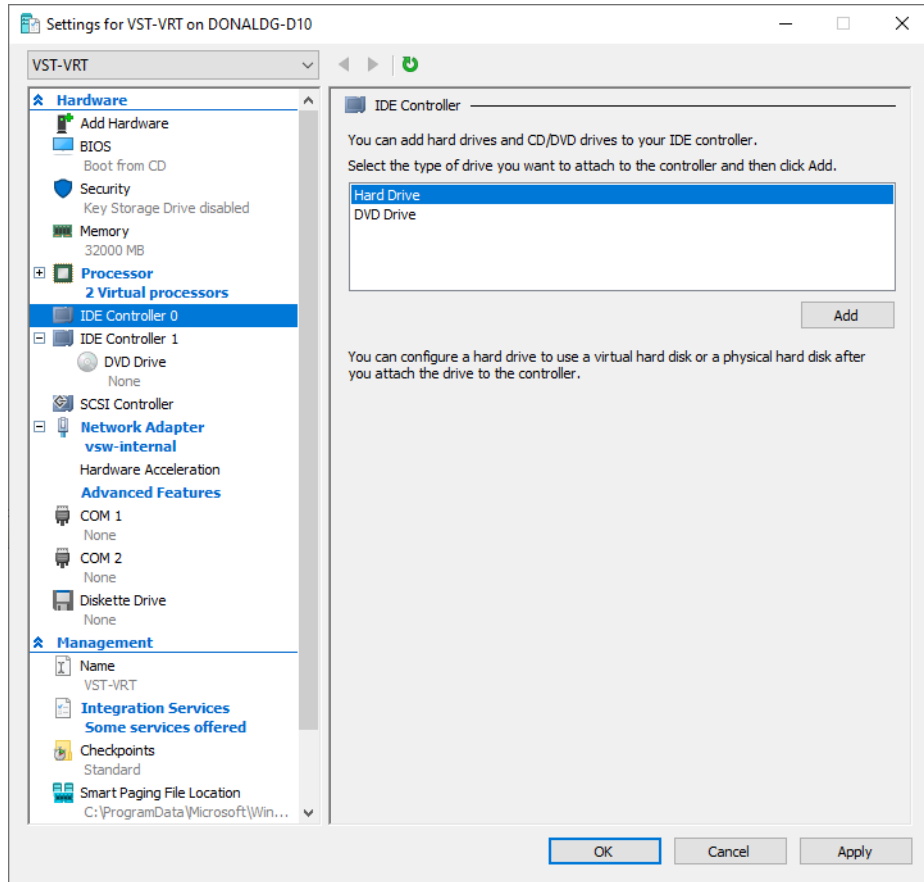 Settings for VST-VRT on DONALDG-D10
VST-VRT
Hardware
Add Hardware
BIOS
Boot from CD
Security
Key Storage Drive disabled
Memory
32000 MB
Processor
2 Virtual processors
IDE Controller 0
IDE Controller 1
DVD Drive
None
SCSI Controller
Network Adapter
vsw-internal
Hardware Acceleration
Advanced Features
COM 1
None
COM 2
None
Diskette Drive
None
Management
Name
VST-VRT
Integration Services
Some services offered
Checkpoints
Standard
Smart Paging File Location
C:\ProgramData\Microsoft\Win...
IDE Controller
You can add hard drives and CD/DVD drives to your IDE controller.
Select the type of drive you want to attach to the controller and then click Add.
Hard Drive
DVD Drive
Add
You can configure a hard drive to use a virtual hard disk or a physical hard disk after
you attach the drive to the controller.
OK
Cancel
Apply